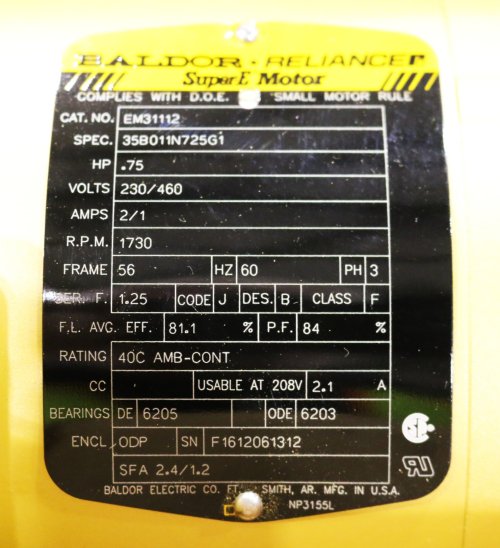 BALDOR · RELIANCE
SuperE Motor
COMPLIES WITH D.O.E. SMALL MOTOR RULE
CAT. NO. EM31112
SPEC. 35B011N725G1
HP .75
VOLTS 230/460
AMPS 2/1
R.P.M. 1730
FRAME 56 HZ 60 PH 3
SER. F. 1.25 CODE J DES. B CLASS F
F.L. AVG. EFF. 81.1 % P.F. 84 %
RATING 40C AMB-CONT
CC USABLE AT 208V 2.1 A
BEARINGS DE 6205 ODE 6203
ENCL ODP SN F1612061312
SFA 2.4/1.2
BALDOR ELECTRIC CO. FT. SMITH, AR. MFG. IN U.S.A.
NP3155L